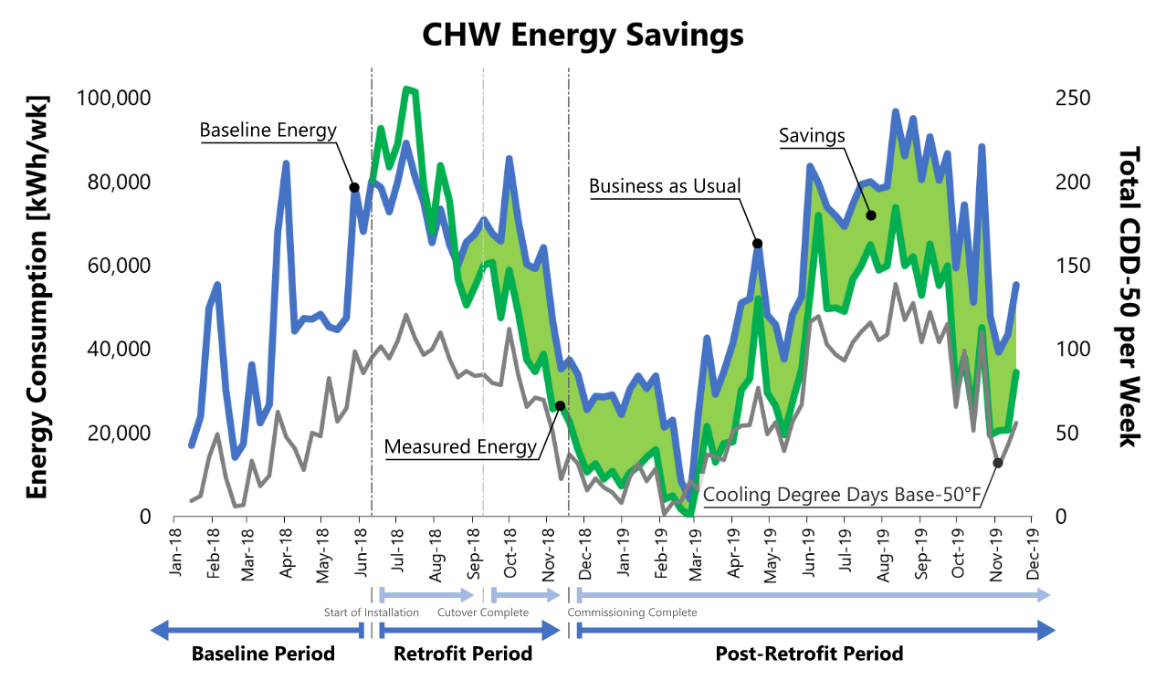 CHW Energy Savings
Energy Consumption [kWh/wk]
100,000
80,000
60,000
40,000
20,000
0
Baseline Energy
Business as Usual
Savings
Measured Energy
Cooling Degree Days Base-50°F
250
200
150
100
50
0
Total CDD-50 per Week
Jan-18
Feb-18
Mar-18
Apr-18
May-18
Jun-18
Jul-18
Aug-18
Sep-18
Oct-18
Nov-18
Dec-18
Jan-19
Feb-19
Mar-19
Apr-19
May-19
Jun-19
Jul-19
Aug-19
Sep-19
Oct-19
Nov-19
Dec-19
Start of Installation
Cutover Complete
Commissioning Complete
Baseline Period
Retrofit Period
Post-Retrofit Period